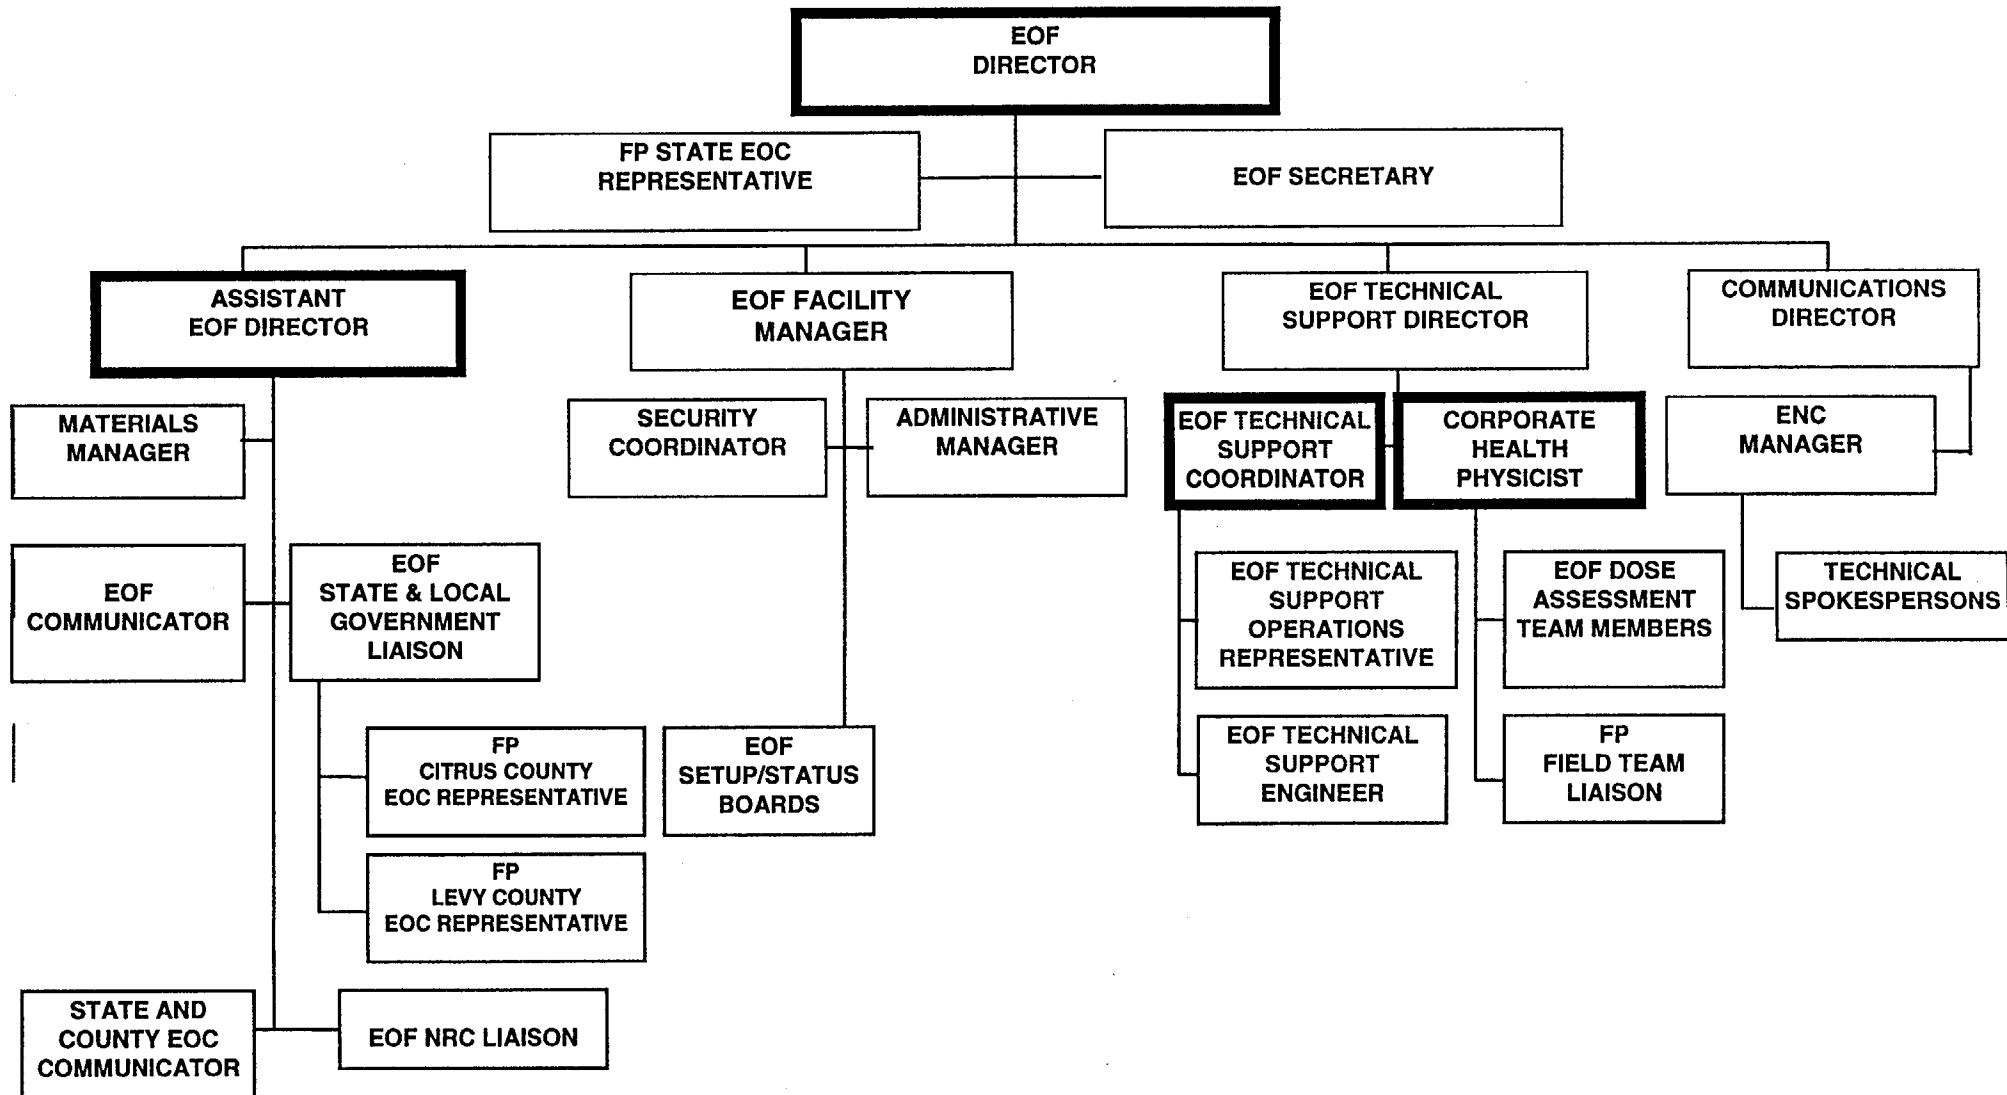 EOF
DIRECTOR
FP STATE EOC
REPRESENTATIVE
EOF SECRETARY
ASSISTANT
EOF DIRECTOR
EOF FACILITY
MANAGER
EOF TECHNICAL
SUPPORT DIRECTOR
COMMUNICATIONS
DIRECTOR
MATERIALS
MANAGER
SECURITY
COORDINATOR
ADMINISTRATIVE
MANAGER
EOF TECHNICAL
SUPPORT
COORDINATOR
CORPORATE
HEALTH
PHYSICIST
ENC
MANAGER
EOF
COMMUNICATOR
EOF
STATE & LOCAL
GOVERNMENT
LIAISON
EOF TECHNICAL
SUPPORT
OPERATIONS
REPRESENTATIVE
EOF DOSE
ASSESSMENT
TEAM MEMBERS
TECHNICAL
SPOKESPERSONS
FP
CITRUS COUNTY
EOC REPRESENTATIVE
EOF
SETUP/STATUS
BOARDS
EOF TECHNICAL
SUPPORT
ENGINEER
FP
FIELD TEAM
LIAISON
FP
LEVY COUNTY
EOC REPRESENTATIVE
STATE AND
COUNTY EOC
COMMUNICATOR
EOF NRC LIAISON